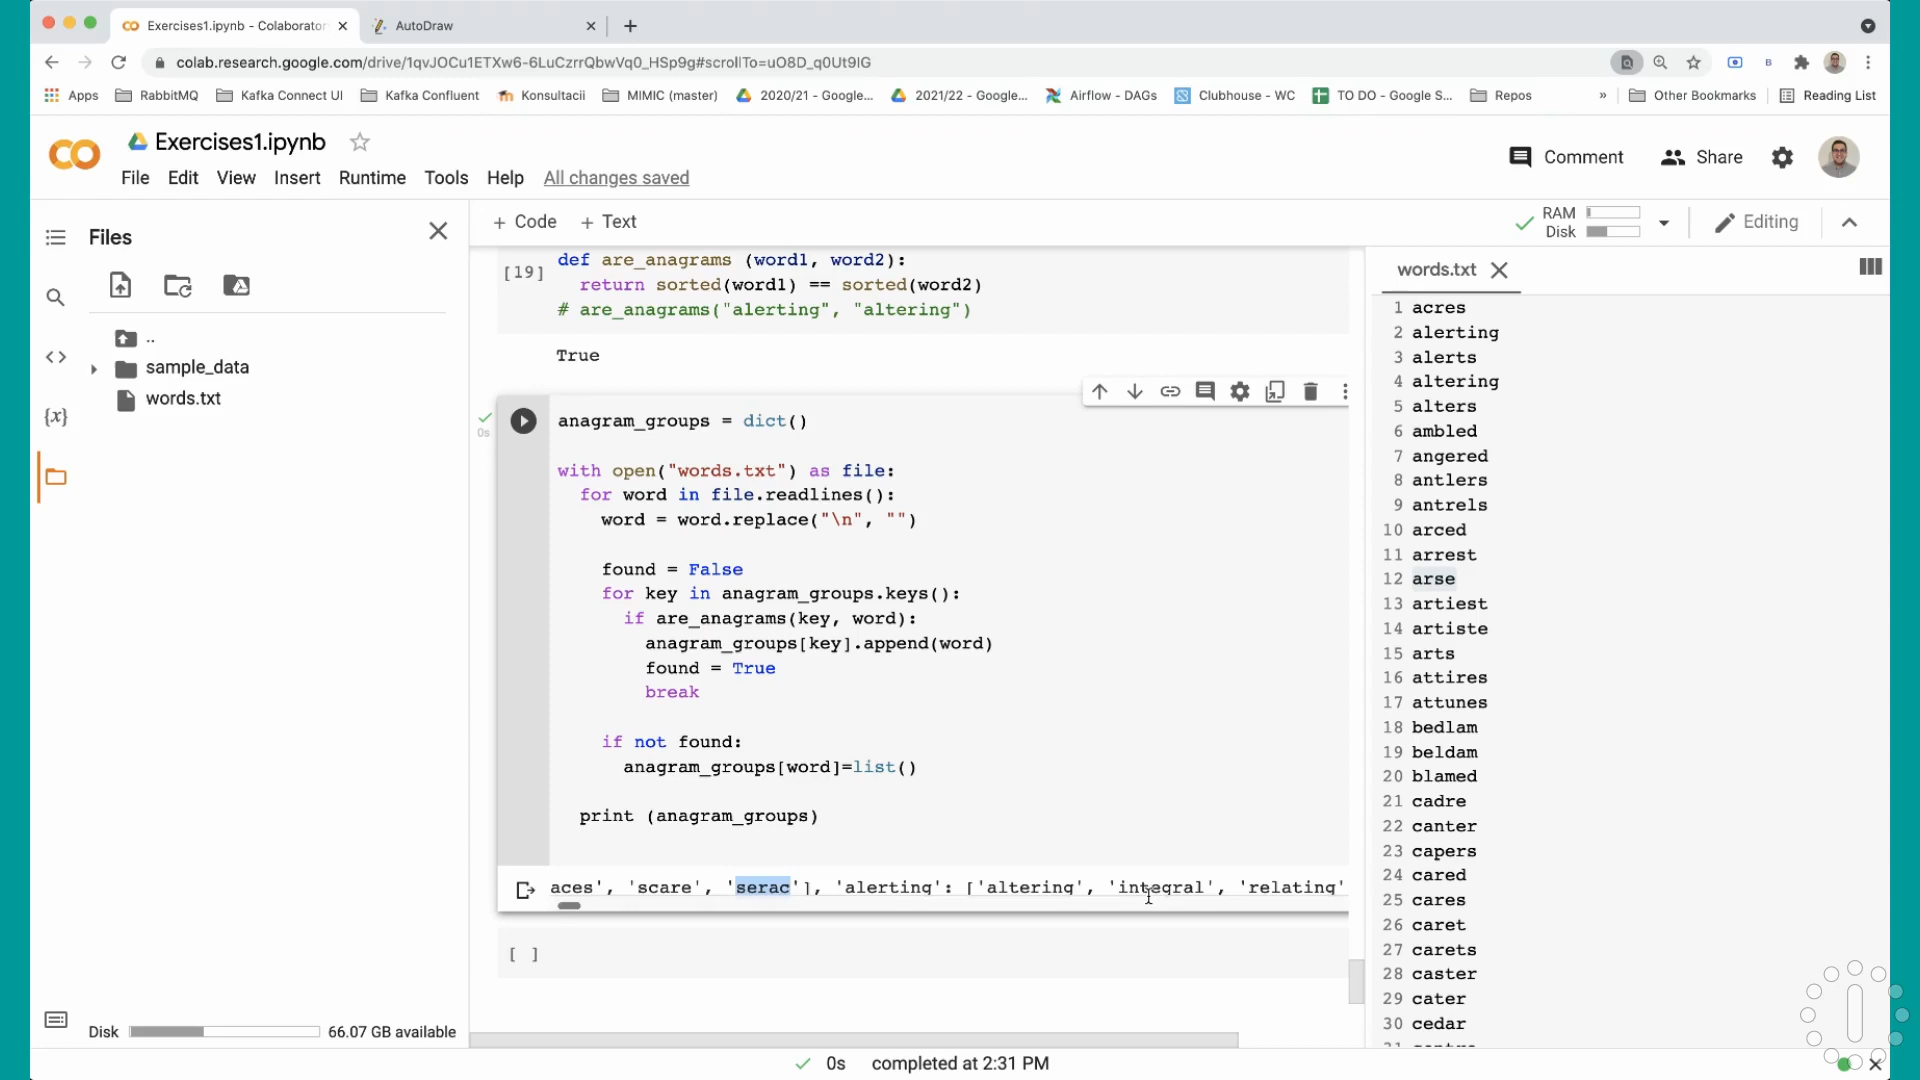 Exercises1.ipynb - Colaborator
AutoDraw
colab.research.google.com/drive/1qvJOCu1ETXw6-6LuCzrrQbwVq0_HSp9g#scrollTo=uO8D_q0Ut9IG
Apps
RabbitMQ
Kafka Connect UI
Kafka Confluent
Konsultacii
MIMIC (master)
2020/21 - Google...
2021/22 - Google...
Airflow - DAGs
Clubhouse - WC
TO DO - Google S...
Repos
»
Other Bookmarks
Reading List
Exercises1.ipynb
Comment
Share
File Edit View Insert Runtime Tools Help All changes saved
Files
+ Code + Text
RAM
Disk
Editing
..
sample_data
words.txt
[19]
def are_anagrams (word1, word2):
return sorted(word1) == sorted(word2)
# are_anagrams("alerting", "altering")
True
0s
anagram_groups = dict()
with open("words.txt") as file:
for word in file.readlines():
word = word.replace("\n", "")
found = False
for key in anagram_groups.keys():
if are_anagrams(key, word):
anagram_groups[key].append(word)
found = True
break
if not found:
anagram_groups[word]=list()
print (anagram_groups)
aces', 'scare', 'serac'], 'alerting': ['altering', 'integral', 'relating'
[ ]
words.txt
1 acres
2 alerting
3 alerts
4 altering
5 alters
6 ambled
7 angered
8 antlers
9 antrels
10 arced
11 arrest
12 arse
13 artiest
14 artiste
15 arts
16 attires
17 attunes
18 bedlam
19 beldam
20 blamed
21 cadre
22 canter
23 capers
24 cared
25 cares
26 caret
27 carets
28 caster
29 cater
30 cedar
Disk
66.07 GB available
0s completed at 2:31 PM